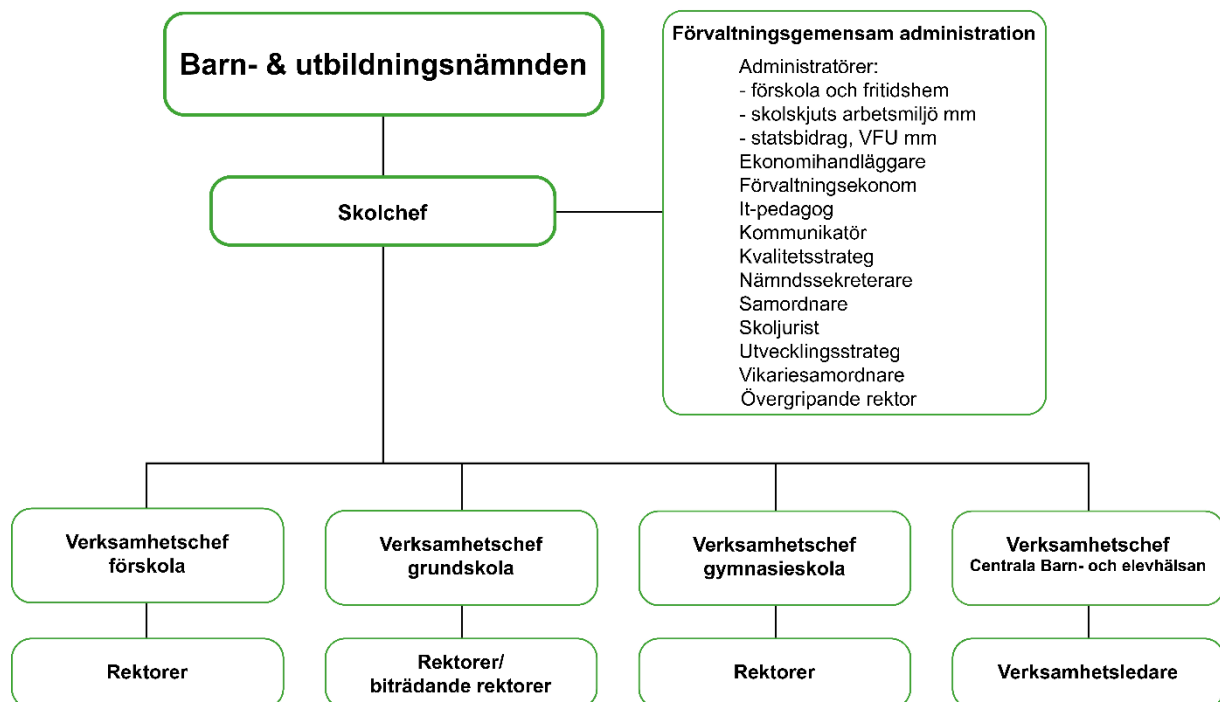 Barn- & utbildningsnämnden
Skolchef
Förvaltningsgemensam administration
Administratörer:
- förskola och fritidshem
- skolskjuts arbetsmiljö mm
- statsbidrag, VFU mm
Ekonomihandläggare
Förvaltningsekonom
It-pedagog
Kommunikatör
Kvalitetsstrateg
Nämndssekreterare
Samordnare
Skoljurist
Utvecklingsstrateg
Vikariesamordnare
Övergripande rektor
Verksamhetschef
förskola
Verksamhetschef
grundskola
Verksamhetschef
gymnasieskola
Verksamhetschef
Centrala Barn- och elevhälsan
Rektorer
Rektorer/
biträdande rektorer
Rektorer
Verksamhetsledare